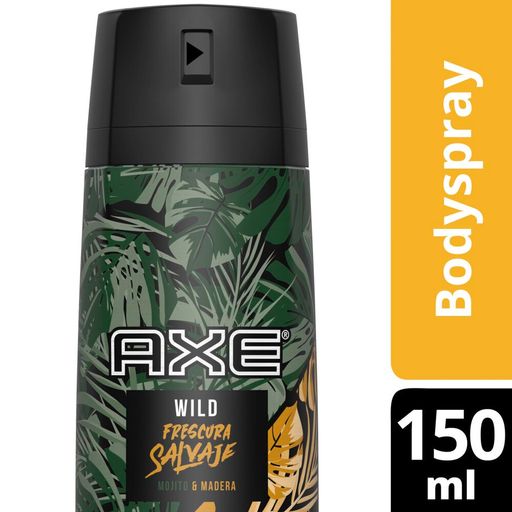 AXE®
WILD
FRESCURA
SALVAJE
MOJITO & MADERA
Bodyspray
150
ml